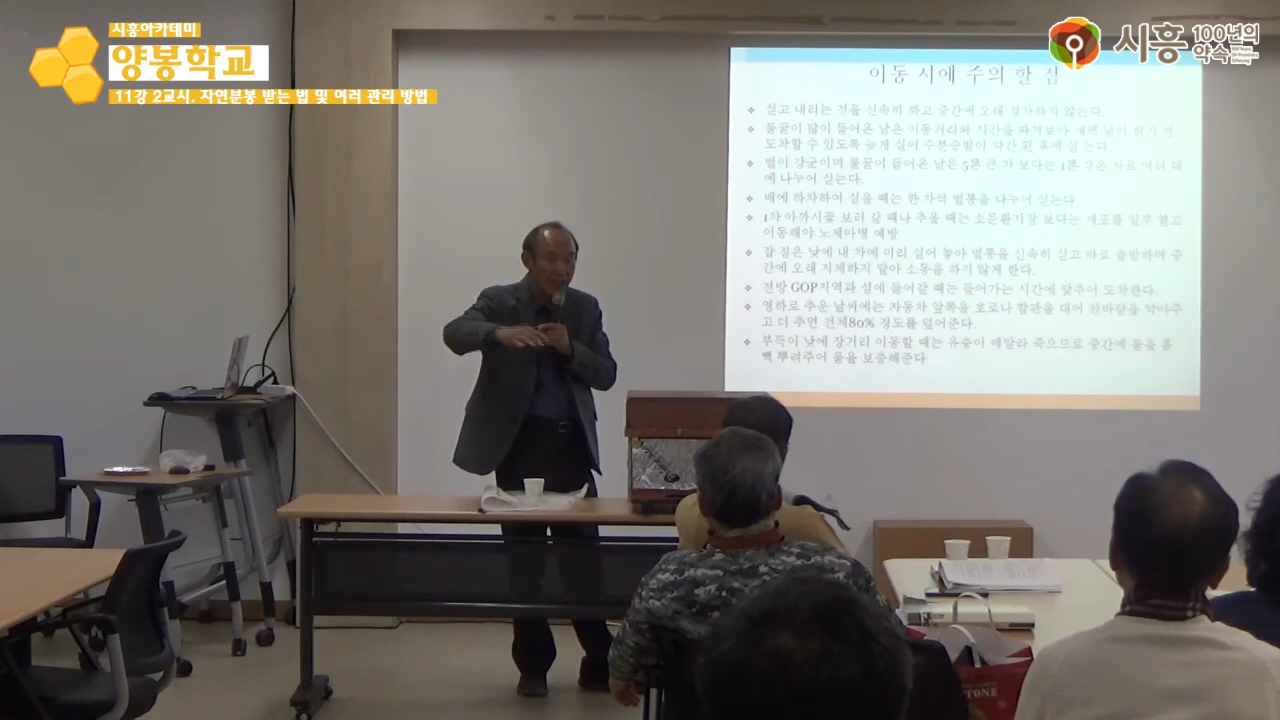 시흥아카데미
양봉학교
11강 2교시. 자연분봉 받는 법 및 여러 관리 방법
시흥 100년의
약속
이동 시에 주의 할 점
❖ 싣고 내리는 것을 신속히 하고 중간에 오래 정차하지 않는다.
❖ 물꿀이 많이 들어온 날은 이동거리와 시간을 따져보아 새벽 날이 밝기 전
도착할 수 있도록 늦게 실어 수분증발이 약간 된 후에 실 는다.
❖ 벌이 강군이며 물꿀이 들어온 날은 5톤 큰 차 보다는 1톤 작은 차로 여러 대
에 나누어 싣는다.
❖ 배에 하차하여 실을 때는 한 차씩 벌통을 나누어 싣는다
❖ 1차 아까시꽃 보러 갈 때나 추울 때는 소문환기창 보다는 개포를 일부 열고
이동해야 노제마병 예방
❖ 잡 짐은 낮에 내 차에 미리 실어 놓아 벌통을 신속히 싣고 바로 출발하며 중
간에 오래 지체하지 말아 소동을 하지 않게 한다.
❖ 전방 GOP지역과 섬에 들어갈 때는 들어가는 시간에 맞추어 도착한다.
❖ 영하로 추운 날씨에는 자동차 앞쪽을 호로나 합판을 대어 찬바람을 막아주
고 더 추면 전체80% 정도를 덮어준다.
❖ 부득이 낮에 장거리 이동할 때는 유충이 메말라 죽으므로 중간에 물을 흠
뻑 뿌려주어 물을 보충해준다
TONE